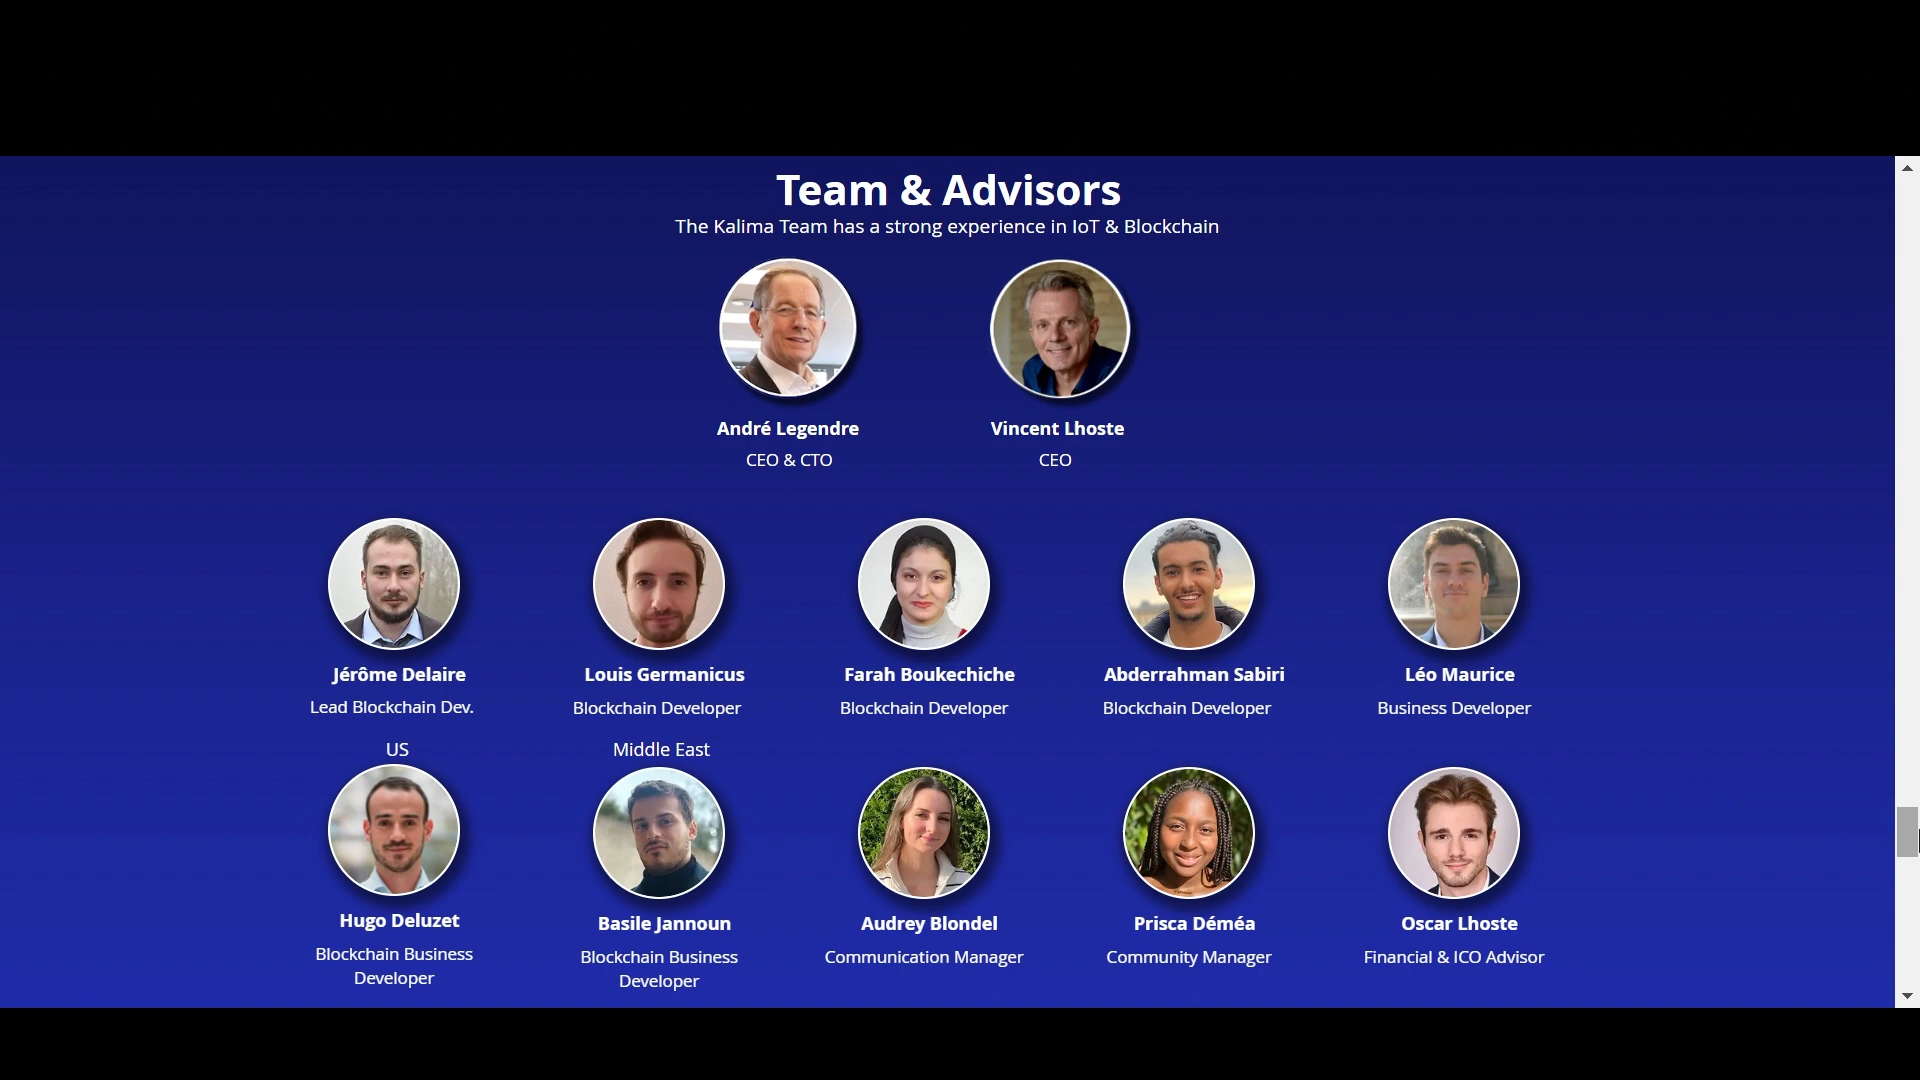 Team & Advisors
The Kalima Team has a strong experience in IoT & Blockchain
André Legendre
Vincent Lhoste
CEO & CTO
CEO
Jérôme Delaire
Louis Germanicus
Farah Boukechiche
Abderrahman Sabiri
Léo Maurice
Lead Blockchain Dev.
Blockchain Developer
Blockchain Developer
Blockchain Developer
Business Developer
US
Middle East
Hugo Deluzet
Basile Jannoun
Audrey Blondel
Prisca Déméa
Oscar Lhoste
Blockchain Business
Developer
Blockchain Business
Developer
Communication Manager
Community Manager
Financial & ICO Advisor